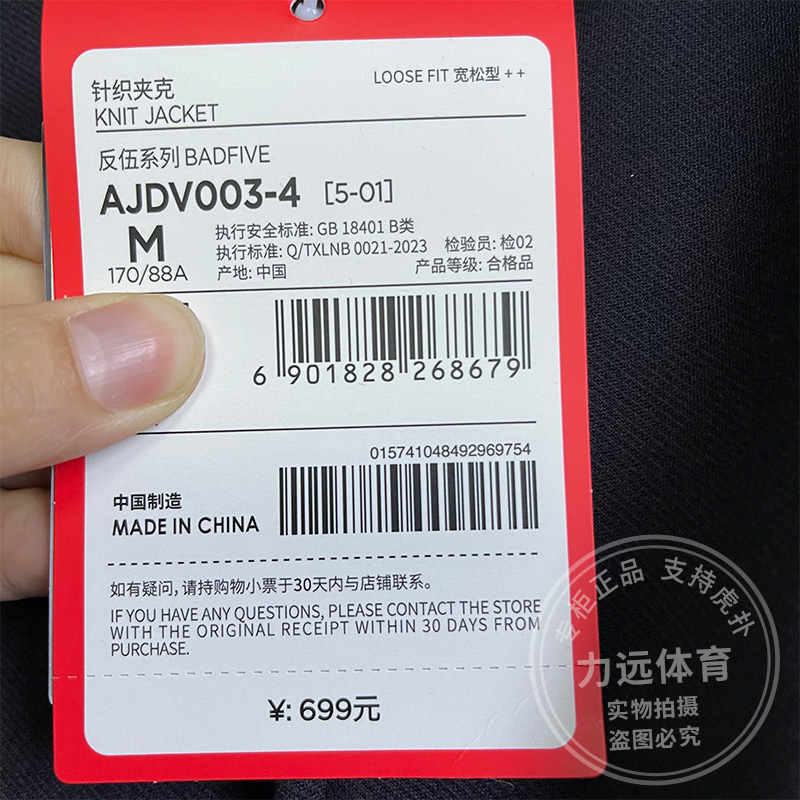 针织夹克
LOOSE FIT 宽松型 + +
KNIT JACKET
反伍系列 BADFIVE
AJDV003-4 [5-01]
M
170/88A
执行安全标准: GB 18401 B类
执行标准: Q/TXLNB 0021-2023 检验员: 检02
产地: 中国 产品等级: 合格品
6 901828 268679
015741048492969754
中国制造
MADE IN CHINA
如有疑问, 请持购物小票于30天内与店铺联系。
IF YOU HAVE ANY QUESTIONS, PLEASE CONTACT THE STORE
WITH THE ORIGINAL RECEIPT WITHIN 30 DAYS FROM
PURCHASE.
¥: 699元
专柜正品 支持虎扑
力远体育
实物拍摄
盗图必究